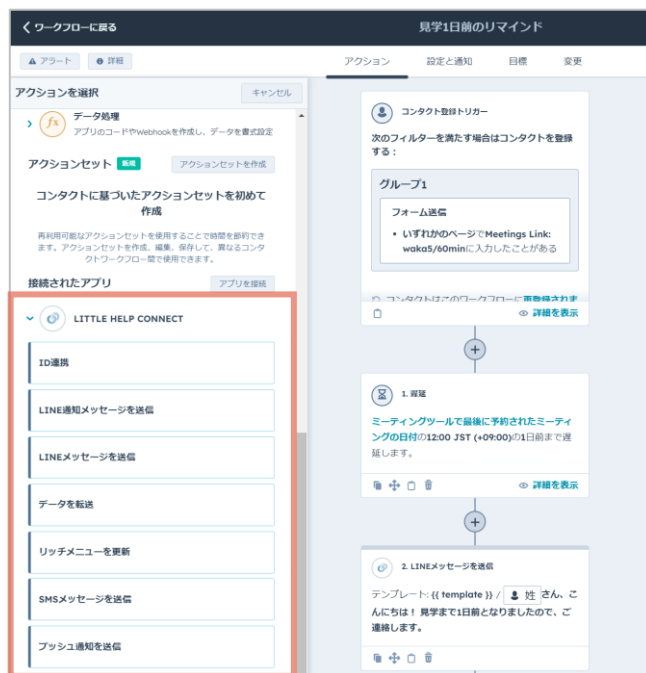 ワークフローに戻る
見学1日前のリマインド
アラート
詳細
アクション
設定と通知
目標
変更
アクションを選択
キャンセル
データ処理
アプリのコードやWebhookを作成し、データを書式設定
アクションセット 新規
アクションセットを作成
コンタクトに基づいたアクションセットを初めて
作成
再利用可能なアクションセットを使用することで時間を節約でき
ます。アクションセットを作成、編集、保存して、異なるコンタ
クトワークフロー間で使用できます。
接続されたアプリ
アプリを接続
LITTLE HELP CONNECT
ID連携
LINE通知メッセージを送信
LINEメッセージを送信
データを転送
リッチメニューを更新
SMSメッセージを送信
プッシュ通知を送信
コンタクト登録トリガー
次のフィルターを満たす場合はコンタクトを登録
する：
グループ1
フォーム送信
• いずれかのページでMeetings Link:
waka5/60minに入力したことがある
コンタクトはこのワークフローに再登録されま
詳細を表示
1. 遅延
ミーティングツールで最後に予約されたミーティ
ングの日付の12:00 JST (+09:00)の1日前まで遅
延します。
詳細を表示
2. LINEメッセージを送信
テンプレート: {{ template }} / 姓 さん、こ
んにちは！ 見学まで1日前となりましたので、ご
連絡します。